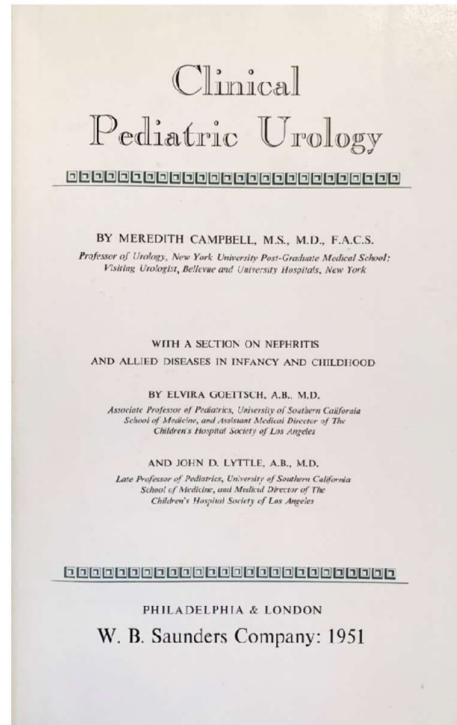 Clinical
Pediatric Urology
BY MEREDITH CAMPBELL, M.S., M.D., F.A.C.S.
Professor of Urology, New York University Post-Graduate Medical School;
Visiting Urologist, Bellevue and University Hospitals, New York
WITH A SECTION ON NEPHRITIS
AND ALLIED DISEASES IN INFANCY AND CHILDHOOD
BY ELVIRA GOETTSCH, A.B., M.D.
Associate Professor of Pediatrics, University of Southern California
School of Medicine, and Assistant Medical Director of The
Children's Hospital Society of Los Angeles
AND JOHN D. LYTTLE, A.B., M.D.
Late Professor of Pediatrics, University of Southern California
School of Medicine, and Medical Director of The
Children's Hospital Society of Los Angeles
PHILADELPHIA & LONDON
W. B. Saunders Company: 1951